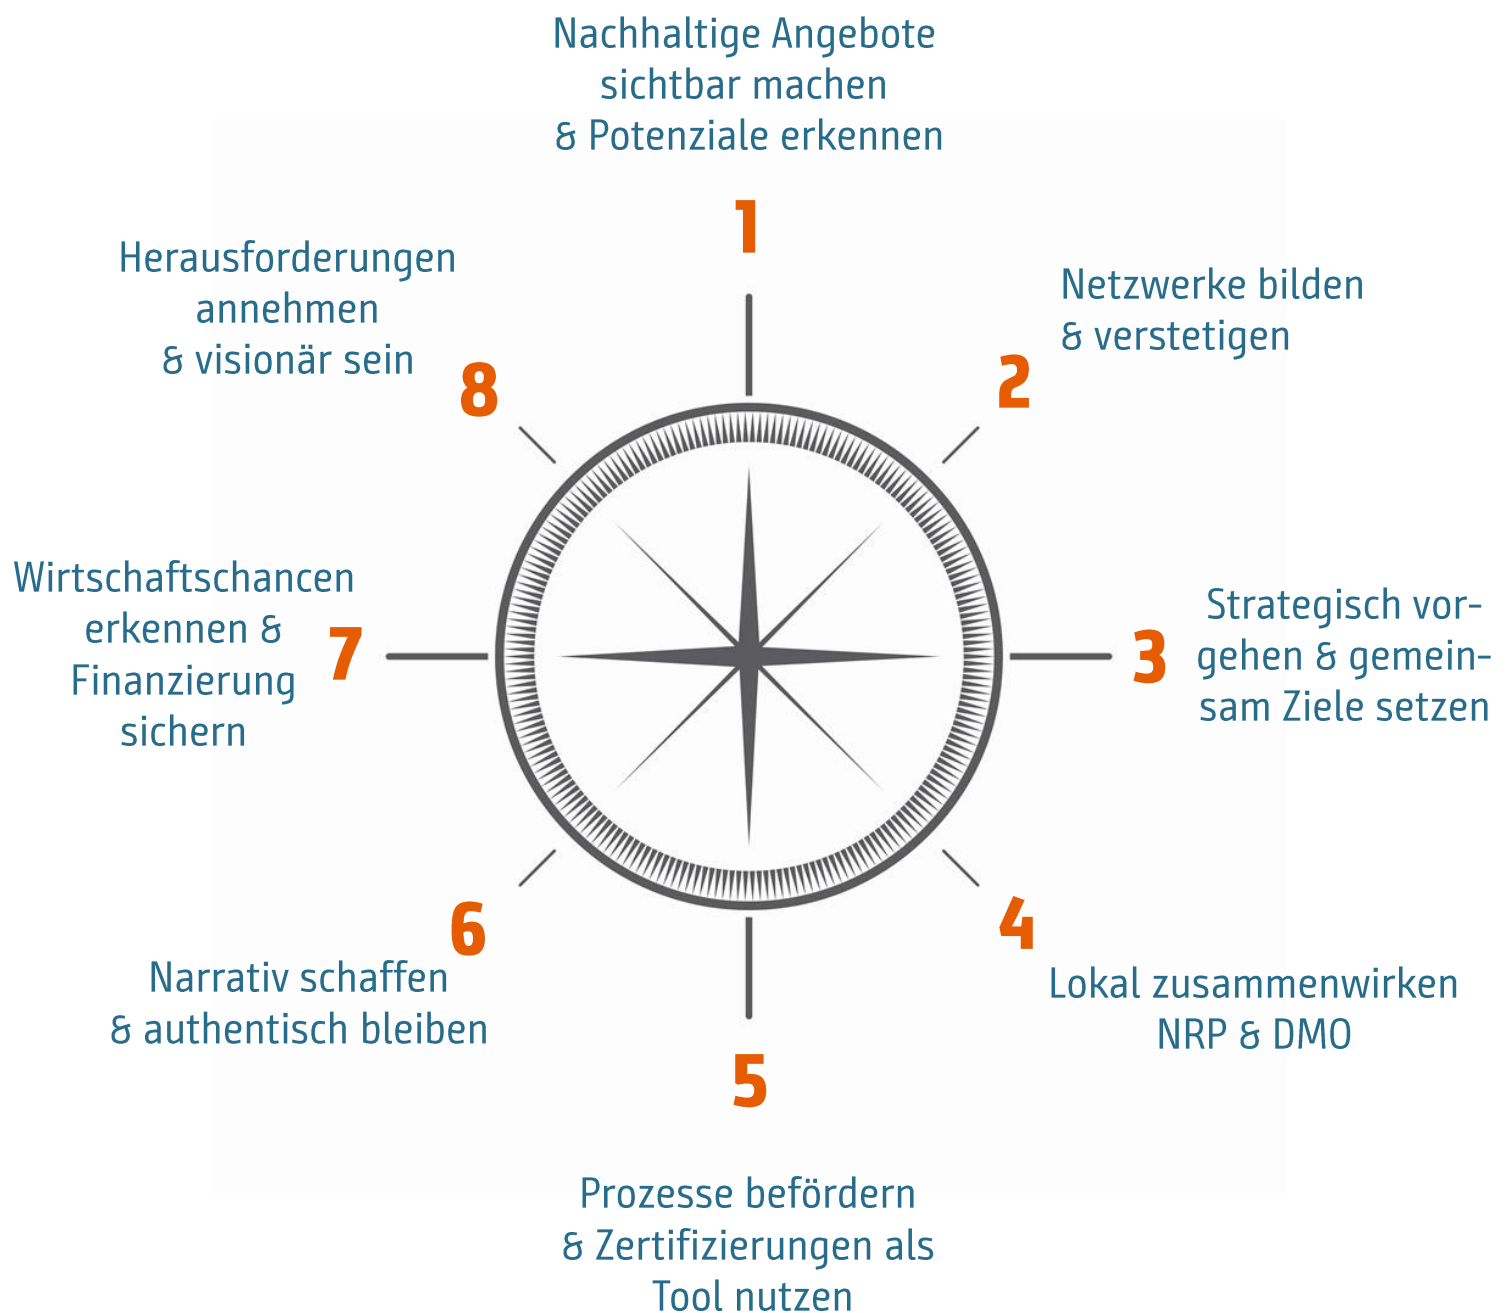 Nachhaltige Angebote
sichtbar machen
& Potenziale erkennen
1
Netzwerke bilden
& verstetigen
2
3
Strategisch vor-
gehen & gemein-
sam Ziele setzen
4
Lokal zusammenwirken
NRP & DMO
5
Prozesse befördern
& Zertifizierungen als
Tool nutzen
6
Narrativ schaffen
& authentisch bleiben
Wirtschaftschancen
erkennen &
Finanzierung
sichern
7
Herausforderungen
annehmen
& visionär sein
8